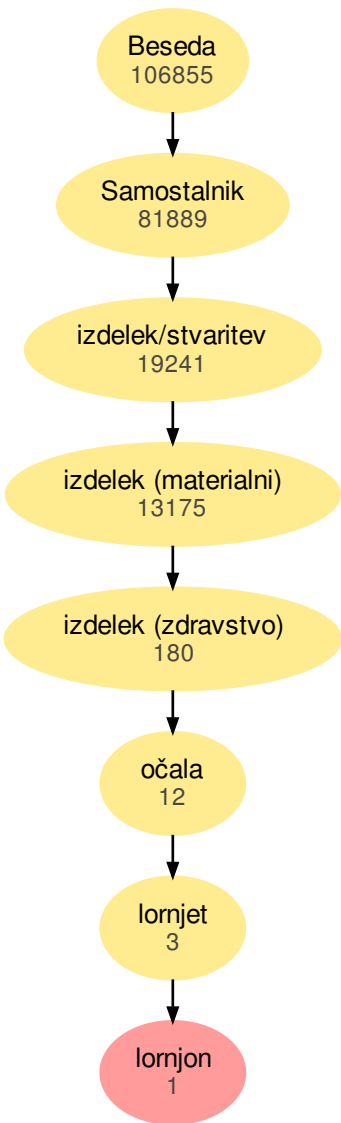 Beseda
106855
Samostalnik
81889
izdelek/stvaritev
19241
izdelek (materialni)
13175
izdelek (zdravstvo)
180
očala
12
lornjet
3
lornjon
1